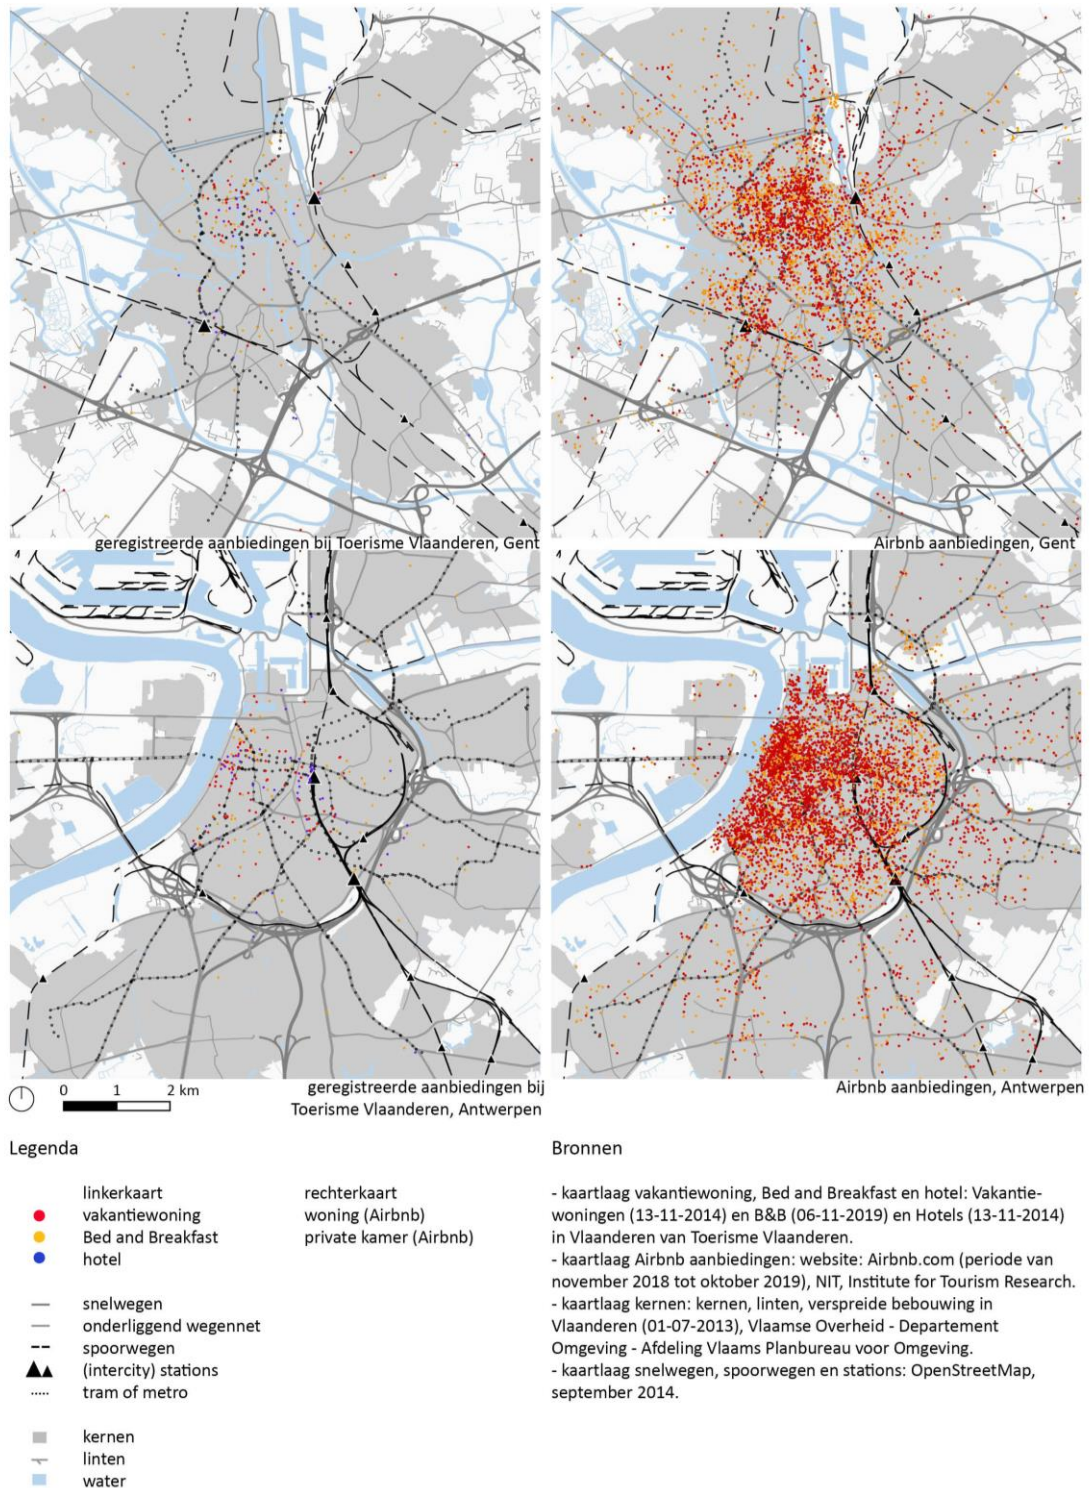 geregistreerde aanbiedingen bij Toerisme Vlaanderen, Gent
Airbnb aanbiedingen, Gent
0 1 2 km
geregistreerde aanbiedingen bij
Toerisme Vlaanderen, Antwerpen
Airbnb aanbiedingen, Antwerpen
Legenda
linkerkaart
rechterkaart
vakantiewoning
woning (Airbnb)
Bed and Breakfast
private kamer (Airbnb)
hotel
snelwegen
onderliggend wegennet
spoorwegen
(intercity) stations
tram of metro
kernen
linten
water
Bronnen
- kaartlaag vakantiewoning, Bed and Breakfast en hotel: Vakantie-
woningen (13-11-2014) en B&B (06-11-2019) en Hotels (13-11-2014)
in Vlaanderen van Toerisme Vlaanderen.
- kaartlaag Airbnb aanbiedingen: website: Airbnb.com (periode van
november 2018 tot oktober 2019), NIT, Institute for Tourism Research.
- kaartlaag kernen: kernen, linten, verspreide bebouwing in
Vlaanderen (01-07-2013), Vlaamse Overheid - Departement
Omgeving - Afdeling Vlaams Planbureau voor Omgeving.
- kaartlaag snelwegen, spoorwegen en stations: OpenStreetMap,
september 2014.